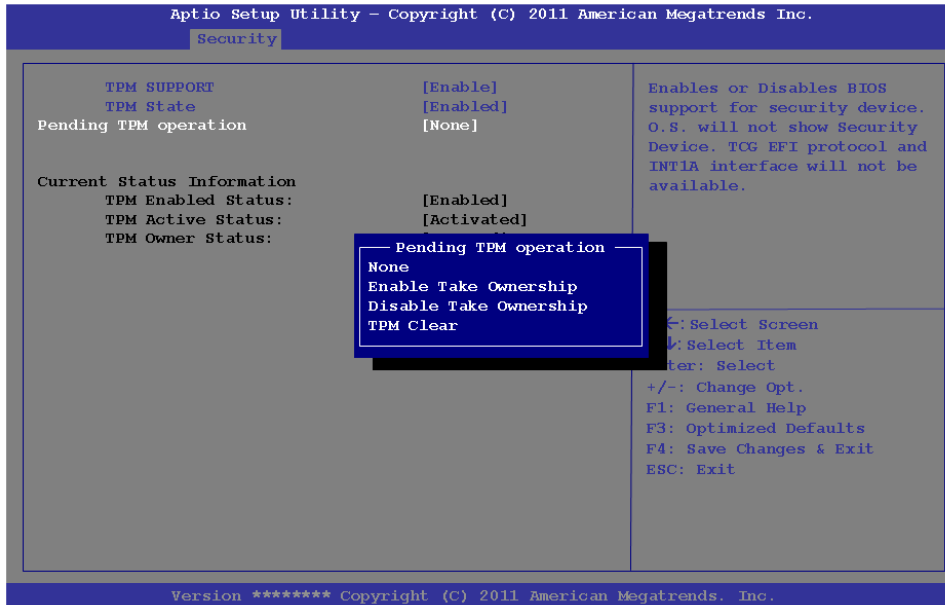 Aptio Setup Utility – Copyright (C) 2011 American Megatrends Inc.
Security
TPM SUPPORT [Enable]
TPM State [Enabled]
Pending TPM operation [None]
Current Status Information
TPM Enabled Status: [Enabled]
TPM Active Status: [Activated]
TPM Owner Status:
Pending TPM operation
None
Enable Take Ownership
Disable Take Ownership
TPM Clear
Enables or Disables BIOS
support for security device.
O.S. will not show Security
Device. TCG EFI protocol and
INT1A interface will not be
available.
←:Select Screen
↓:Select Item
ter: Select
+/-: Change Opt.
F1: General Help
F3: Optimized Defaults
F4: Save Changes & Exit
ESC: Exit
Version ******** Copyright (C) 2011 American Megatrends. Inc.